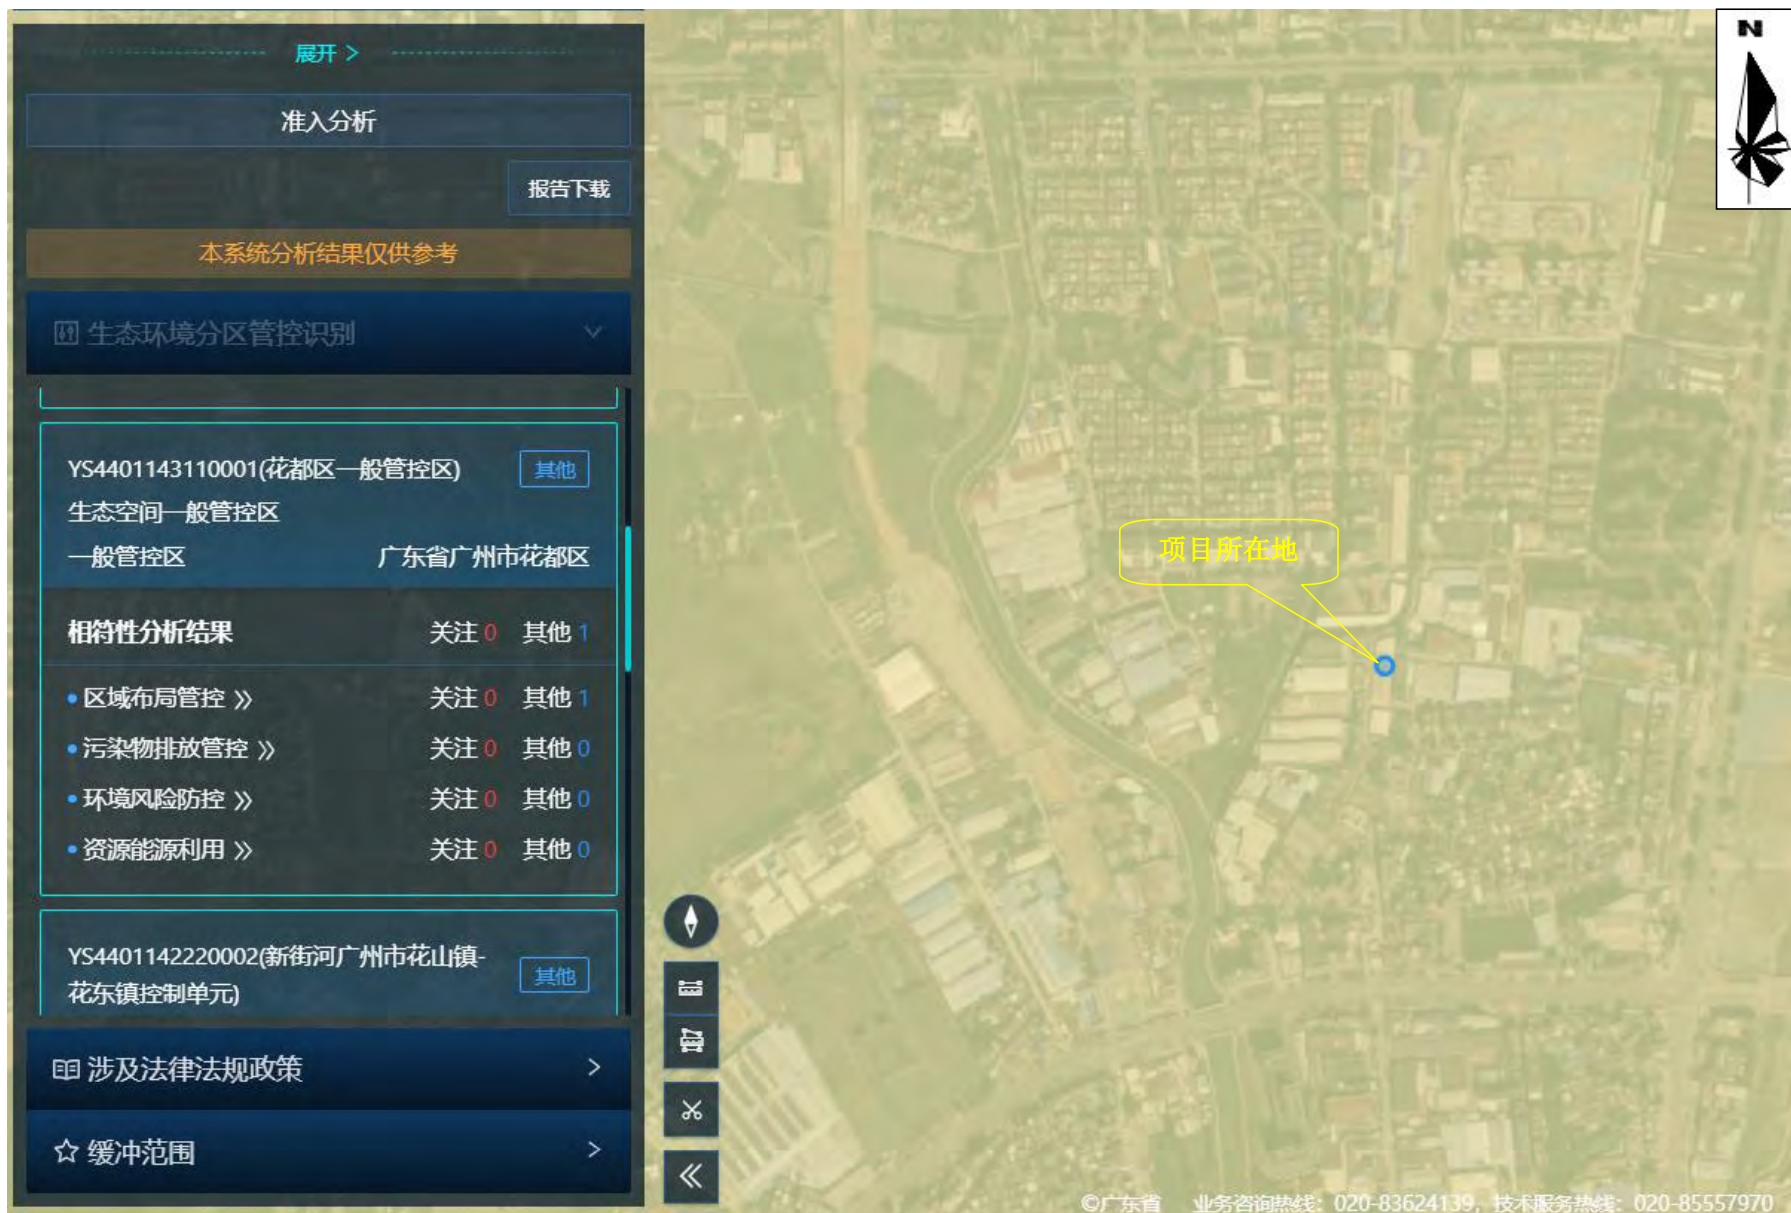 展开 >
准入分析
报告下载
本系统分析结果仅供参考
生态环境分区管控识别
YS4401143110001(花都区一般管控区) 其他
生态空间一般管控区
一般管控区 广东省广州市花都区
相符性分析结果 关注 0 其他 1
区域布局管控 关注 0 其他 1
污染物排放管控 关注 0 其他 0
环境风险防控 关注 0 其他 0
资源能源利用 关注 0 其他 0
YS4401142220002(新街河广州市花山镇-
花东镇控制单元) 其他
涉及法律法规政策 >
缓冲范围 >
N
项目所在地
©广东省 业务咨询热线：020-83624139，技术服务热线：020-85557970